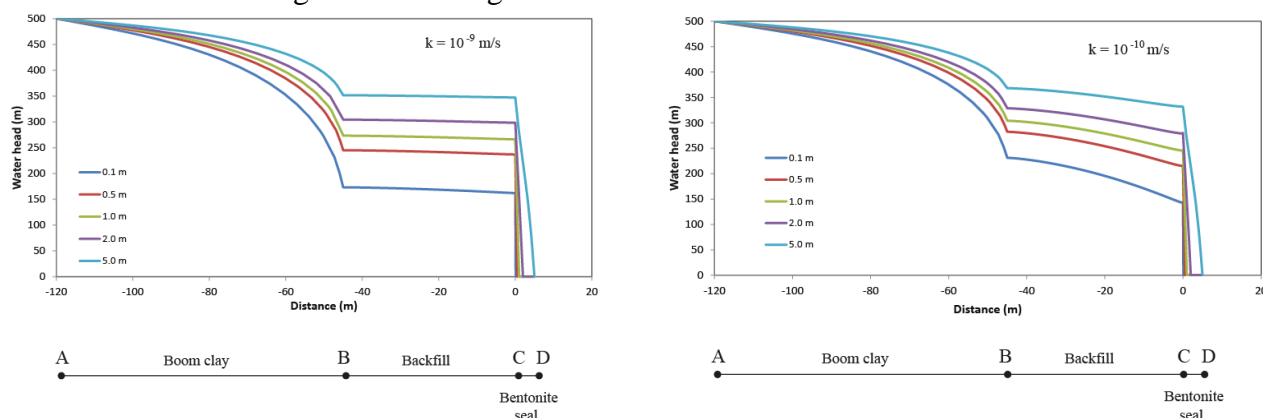 500
450
400
350
300
250
200
150
100
50
0
Water head (m)
k = 10⁻⁹ m/s
0.1 m
0.5 m
1.0 m
2.0 m
5.0 m
-120 -100 -80 -60 -40 -20 0 20
Distance (m)
A Boom clay B Backfill C D
Bentonite
seal
500
450
400
350
300
250
200
150
100
50
0
Water head (m)
k = 10⁻¹⁰ m/s
0.1 m
0.5 m
1.0 m
2.0 m
5.0 m
-120 -100 -80 -60 -40 -20 0 20
Distance (m)
A Boom clay B Backfill C D
Bentonite
seal